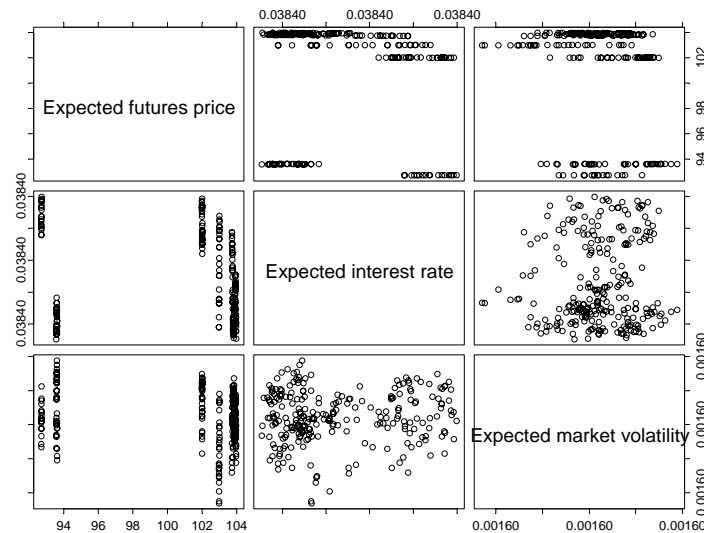 0.03840 0.03840 0.03840
Expected futures price
94 96 98 102
0.03840 0.03840 0.03840
Expected interest rate
0.00160 0.00160 0.00160
Expected market volatility
94 96 98 100 102 104
0.00160 0.00160 0.00160